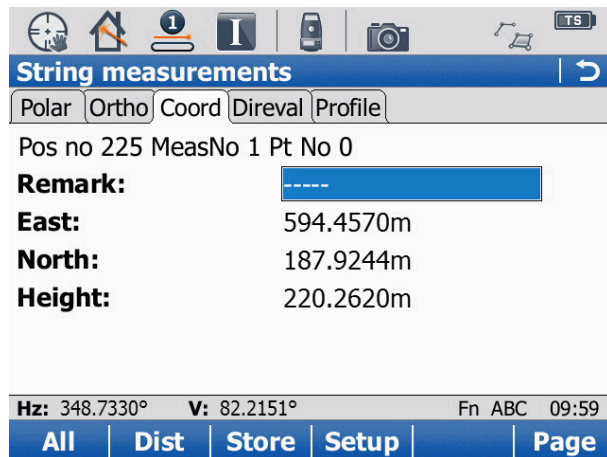 1 I TS
String measurements
Polar Ortho Coord Direval Profile
Pos no 225 MeasNo 1 Pt No 0
Remark: -----
East: 594.4570m
North: 187.9244m
Height: 220.2620m
Hz: 348.7330° V: 82.2151° Fn ABC 09:59
All Dist Store Setup Page